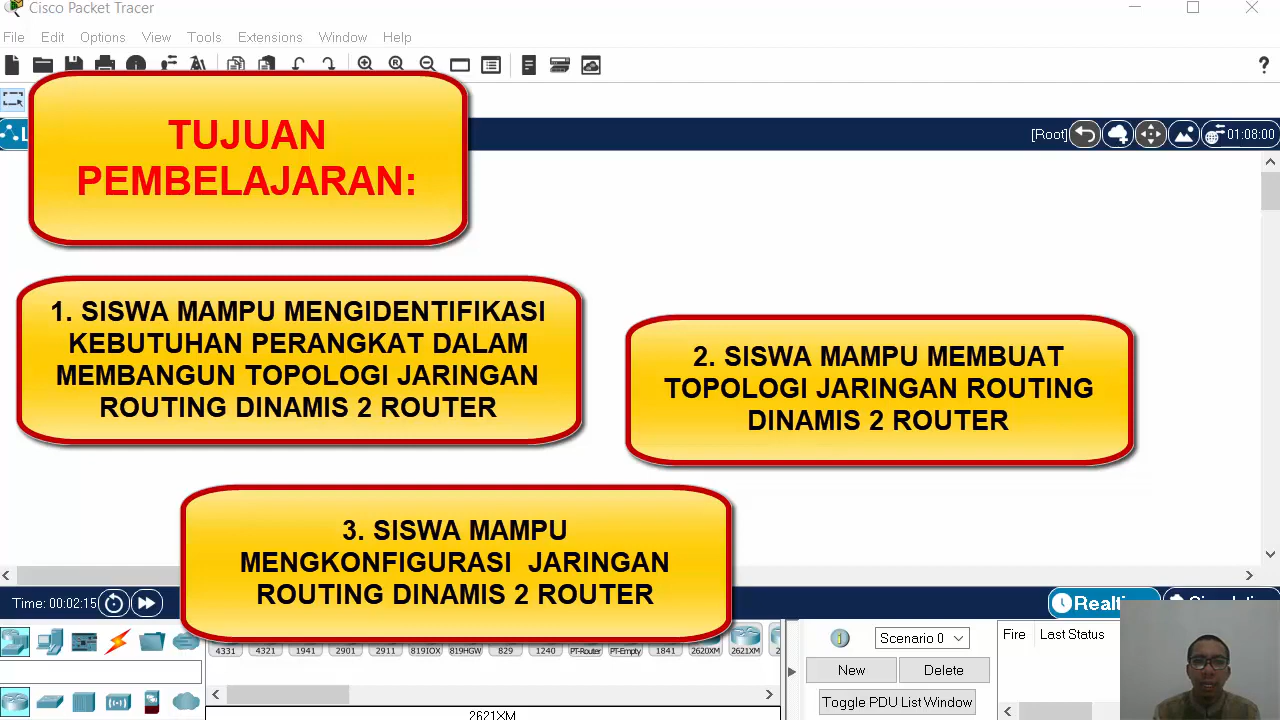 Cisco Packet Tracer
File Edit Options View Tools Extensions Window Help
[Root] 01:08:00
TUJUAN
PEMBELAJARAN:
1. SISWA MAMPU MENGIDENTIFIKASI
KEBUTUHAN PERANGKAT DALAM
MEMBANGUN TOPOLOGI JARINGAN
ROUTING DINAMIS 2 ROUTER
2. SISWA MAMPU MEMBUAT
TOPOLOGI JARINGAN ROUTING
DINAMIS 2 ROUTER
3. SISWA MAMPU
MENGKONFIGURASI JARINGAN
ROUTING DINAMIS 2 ROUTER
Time: 00:02:15
4331 4321 1941 2901 2911 819IOX 819HGW 829 1240 PT-Router PT-Empty 1841 2620XM 2621XM
2621XM
Scenario 0
New Delete
Toggle PDU List Window
Fire Last Status